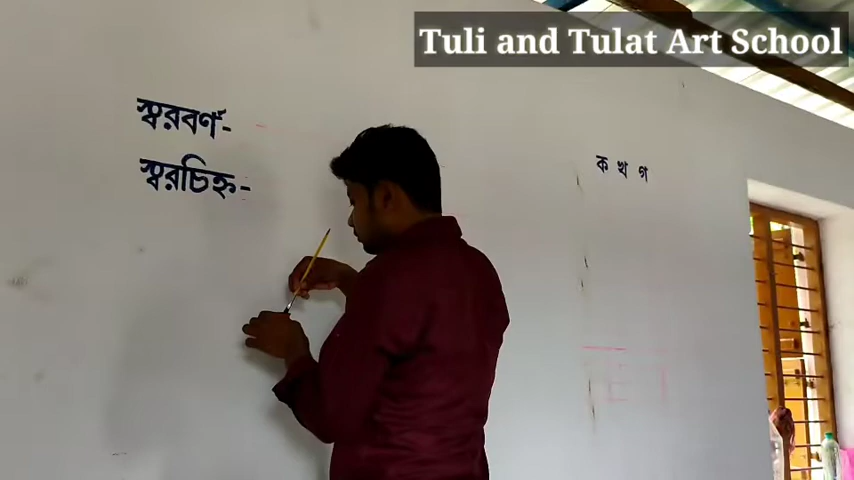 Tuli and Tulat Art School
স্বরবর্ণ-
স্বরচিহ্ন-
ক খ গ